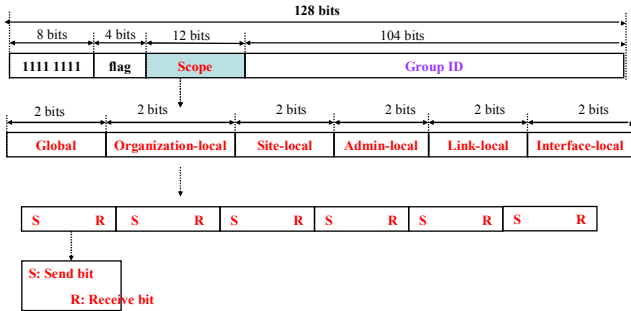 128 bits
8 bits 4 bits 12 bits 104 bits
1111 1111 flag Scope Group ID
2 bits 2 bits 2 bits 2 bits 2 bits 2 bits
Global Organization-local Site-local Admin-local Link-local Interface-local
S R S R S R S R S R S R
S: Send bit
R: Receive bit